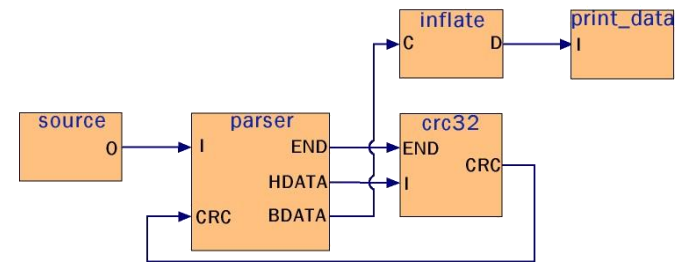 inflate
C
D
print_data
I
source
O
parser
I
END
HDATA
CRC
BDATA
crc32
END
CRC
I